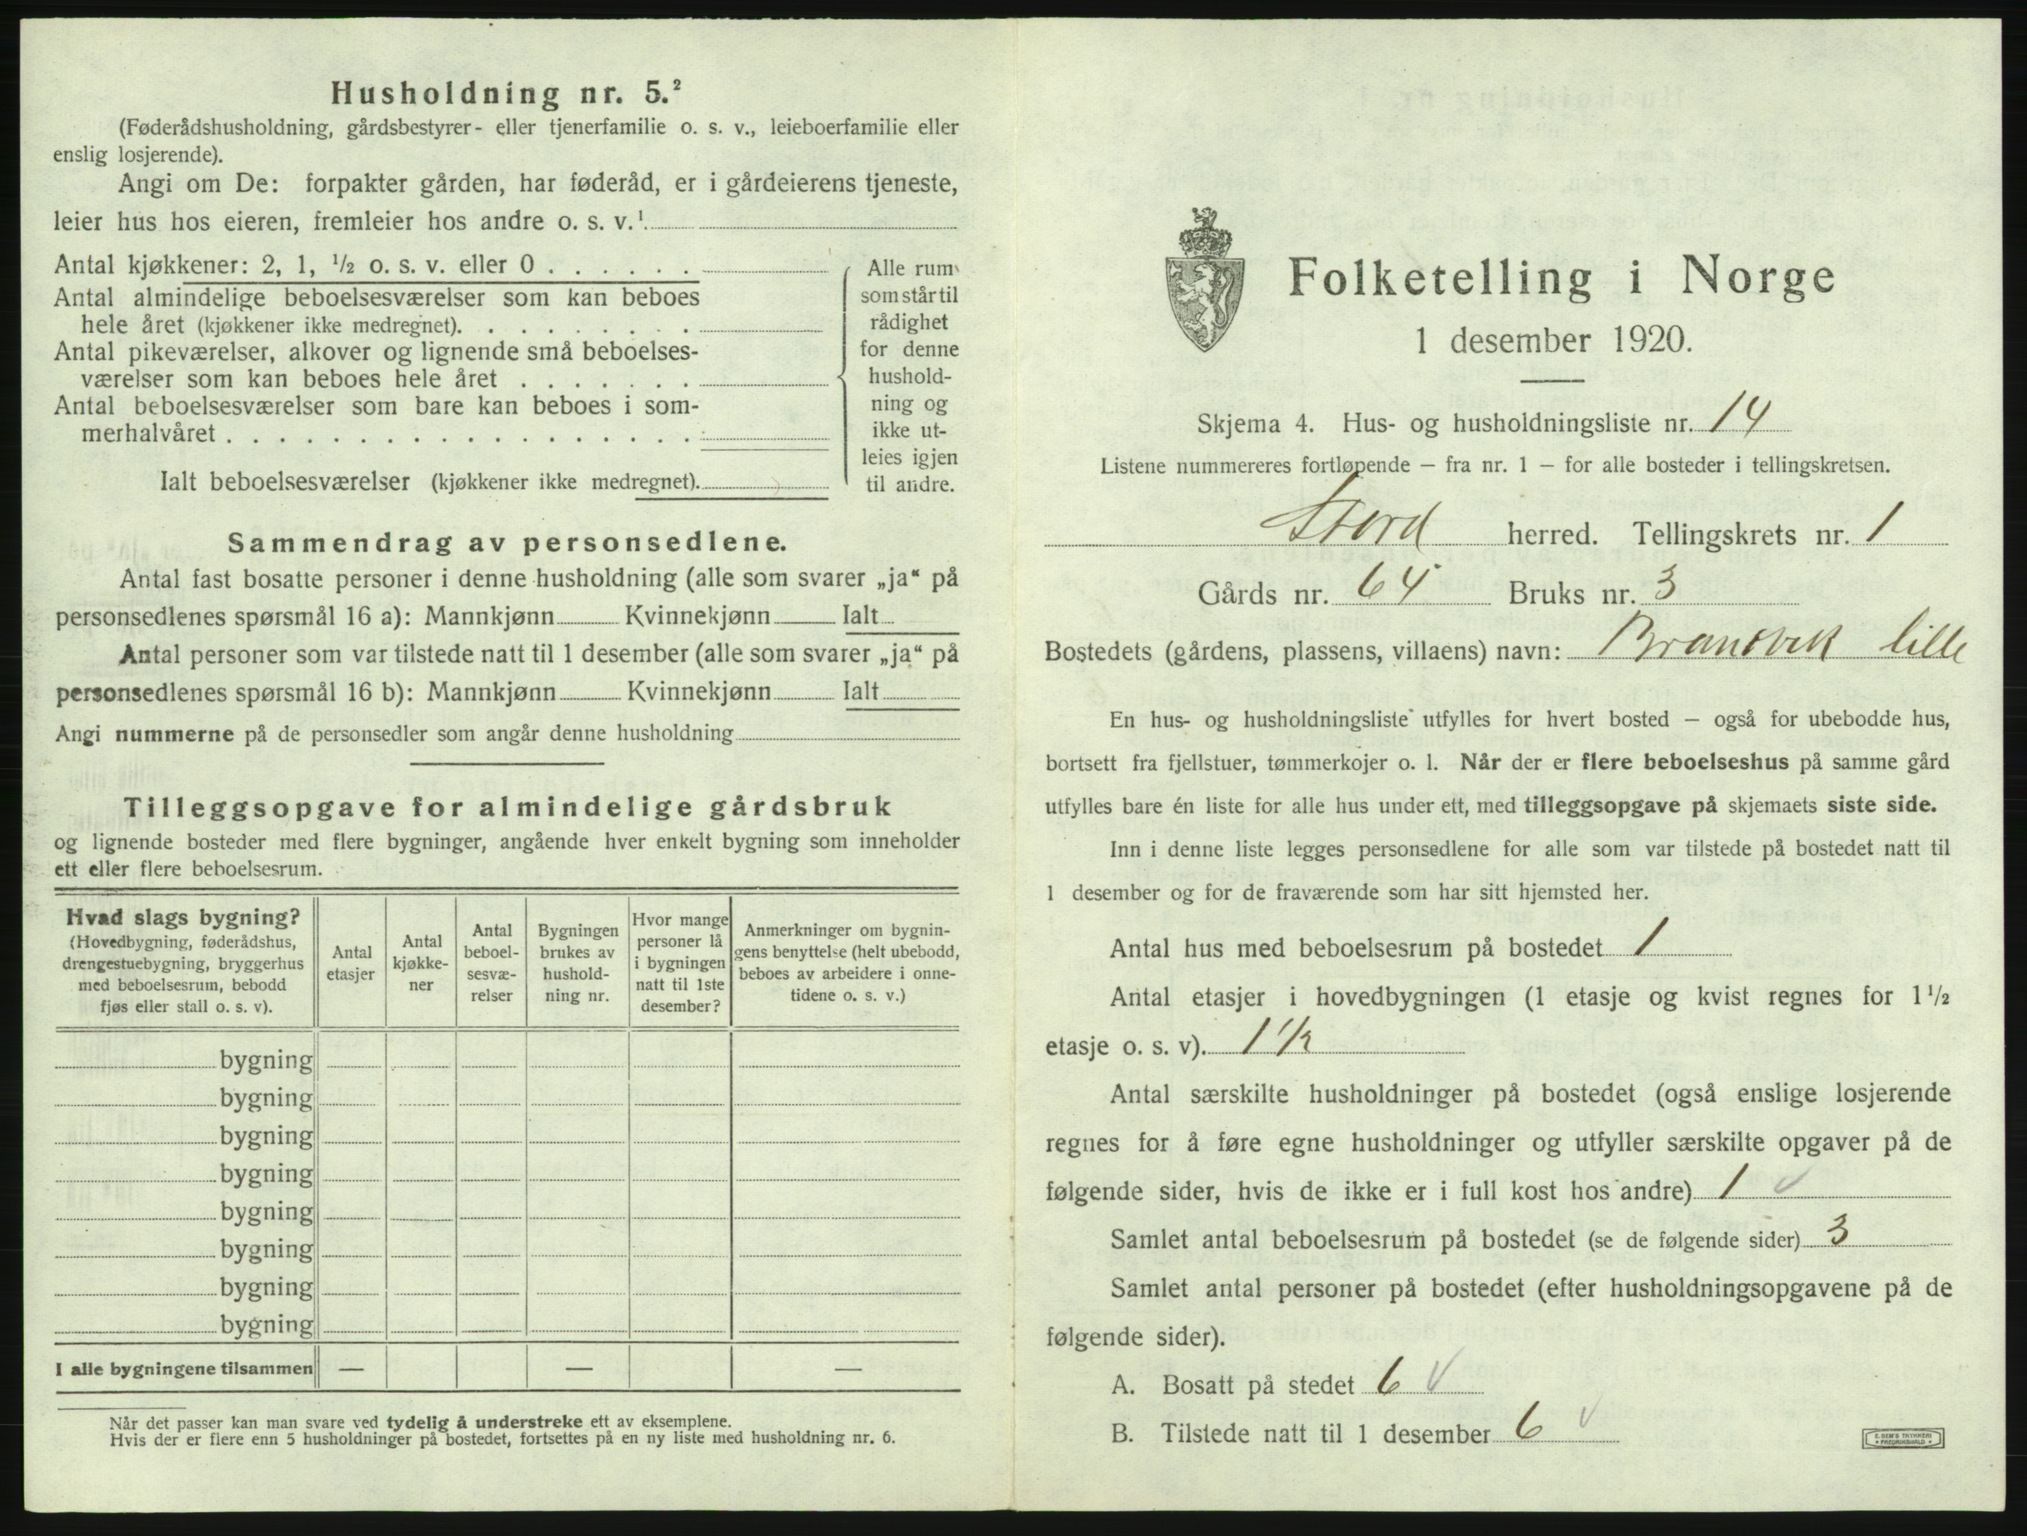 Husholdning nr. 5.²
(Føderådshusholdning, gårdsbestyrer- eller tjenerfamilie o. s. v., leieboerfamilie eller
enslig losjerende).
Angi om De: forpakter gården, har føderåd, er i gårdeierens tjeneste,
leier hus hos eieren, fremleier hos andre o. s. v.¹
Antal kjøkkener: 2, 1, ½ o. s. v. eller 0 . . . . . .
Antal almindelige beboelsesværelser som kan beboes
hele året (kjøkkener ikke medregnet). . . . . . . . .
Antal pikeværelser, alkover og lignende små beboelses-
værelser som kan beboes hele året . . . . . . .
Antal beboelsesværelser som bare kan beboes i som-
merhalvåret . . . . . . . . . . . . . . . . . .
Ialt beboelsesværelser (kjøkkener ikke medregnet).
Alle rum
som står til
rådighet
for denne
hushold-
ning og
ikke ut-
leies igjen
til andre.
Sammendrag av personsedlene.
Antal fast bosatte personer i denne husholdning (alle som svarer „ja“ på
personsedlenes spørsmål 16 a): Mannkjønn Kvinnekjønn Ialt
Antal personer som var tilstede natt til 1 desember (alle som svarer „ja“ på
personsedlenes spørsmål 16 b): Mannkjønn Kvinnekjønn Ialt
Angi nummerne på de personsedler som angår denne husholdning
Tilleggsopgave for almindelige gårdsbruk
og lignende bosteder med flere bygninger, angående hver enkelt bygning som inneholder
ett eller flere beboelsesrum.
Hvad slags bygning?
(Hovedbygning, føderådshus,
drengestuebygning, bryggerhus
med beboelsesrum, bebodd
fjøs eller stall o. s. v).
Antal
etasjer
Antal
kjøkke-
ner
Antal
beboel-
sesvæ-
relser
Bygningen
brukes av
hushold-
ning nr.
Hvor mange
personer lå
i bygningen
natt til 1ste
desember?
Anmerkninger om bygnin-
gens benyttelse (helt ubebodd,
beboes av arbeidere i onne-
tidene o. s. v.)
bygning
bygning
bygning
bygning
bygning
bygning
bygning
bygning
I alle bygningene tilsammen — — —
Når det passer kan man svare ved tydelig å understreke ett av eksemplene.
Hvis der er flere enn 5 husholdninger på bostedet, fortsettes på en ny liste med husholdning nr. 6.
Folketelling i Norge
1 desember 1920.
Skjema 4. Hus- og husholdningsliste nr. 14
Listene nummereres fortløpende – fra nr. 1 – for alle bosteder i tellingskretsen.
Stord herred. Tellingskrets nr. 1
Gårds nr. 64 Bruks nr. 3
Bostedets (gårdens, plassens, villaens) navn: Brandvik lille
En hus- og husholdningsliste utfylles for hvert bosted – også for ubebodde hus,
bortsett fra fjellstuer, tømmerkojer o. l. Når der er flere beboelseshus på samme gård
utfylles bare én liste for alle hus under ett, med tilleggsopgave på skjemaets siste side.
Inn i denne liste legges personsedlene for alle som var tilstede på bostedet natt til
1 desember og for de fraværende som har sitt hjemsted her.
Antal hus med beboelsesrum på bostedet 1
Antal etasjer i hovedbygningen (1 etasje og kvist regnes for 1½
etasje o. s. v). 1½
Antal særskilte husholdninger på bostedet (også enslige losjerende
regnes for å føre egne husholdninger og utfyller særskilte opgaver på de
følgende sider, hvis de ikke er i full kost hos andre) 1
Samlet antal beboelsesrum på bostedet (se de følgende sider) 3
Samlet antal personer på bostedet (efter husholdningsopgavene på de
følgende sider).
A. Bosatt på stedet 6
B. Tilstede natt til 1 desember 6